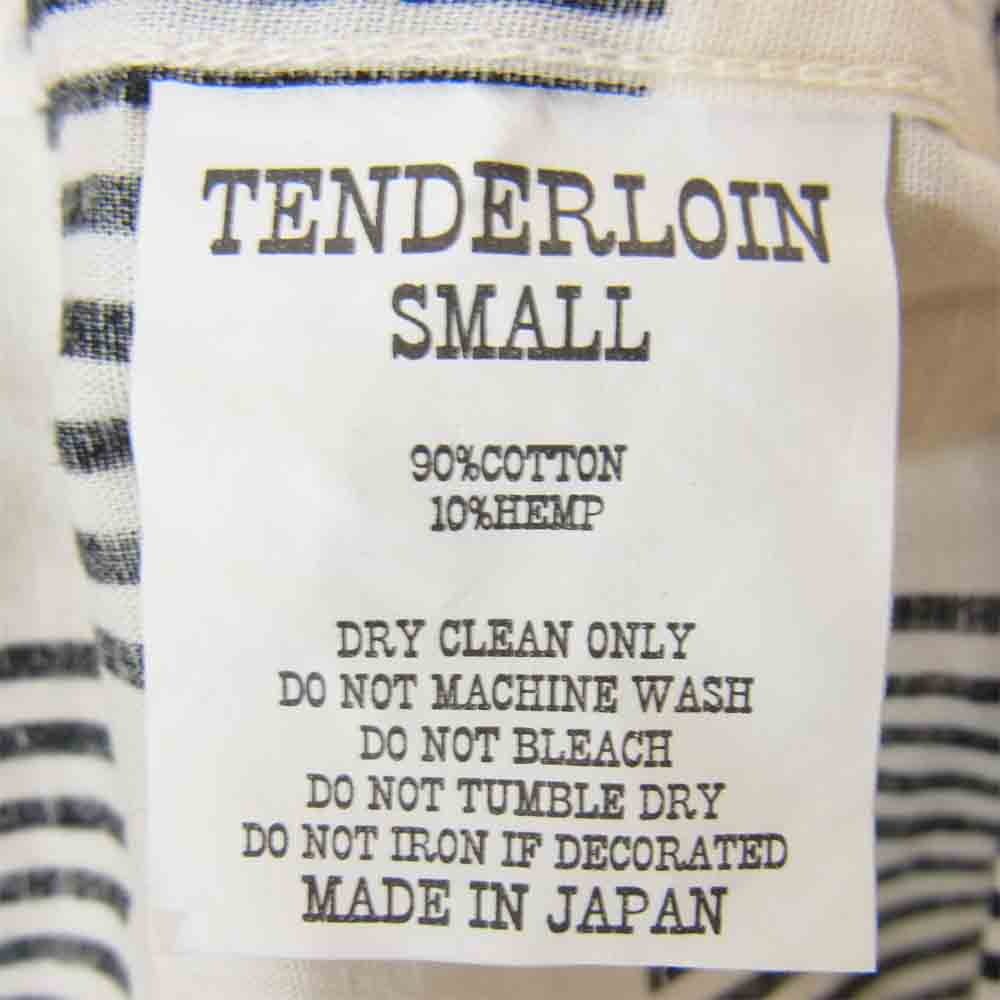 TENDERLOIN
SMALL
90%COTTON
10%HEMP
DRY CLEAN ONLY
DO NOT MACHINE WASH
DO NOT BLEACH
DO NOT TUMBLE DRY
DO NOT IRON IF DECORATED
MADE IN JAPAN